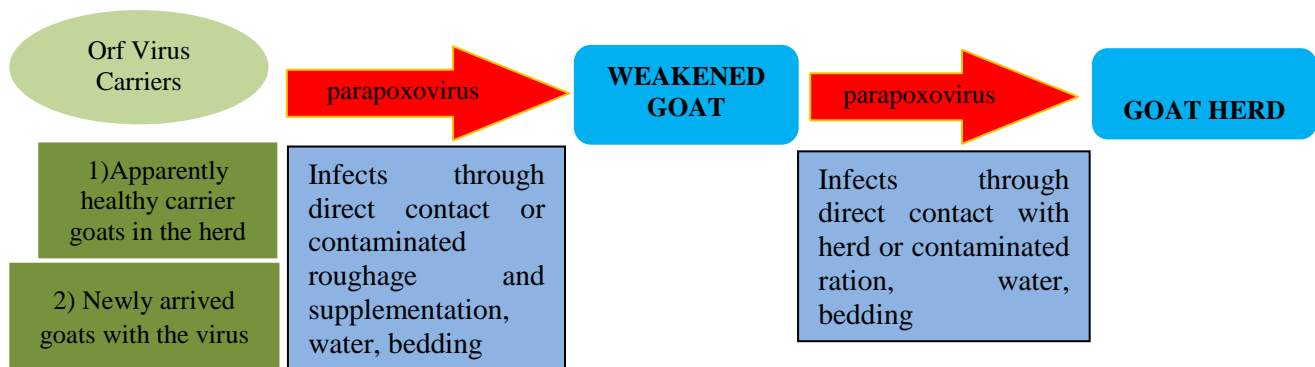 Orf Virus
Carriers
parapoxovirus
WEAKENED
GOAT
parapoxovirus
GOAT HERD
1)Apparently
healthy carrier
goats in the herd
2) Newly arrived
goats with the virus
Infects through
direct contact or
contaminated
roughage and
supplementation,
water, bedding
Infects through
direct contact with
herd or contaminated
ration, water,
bedding